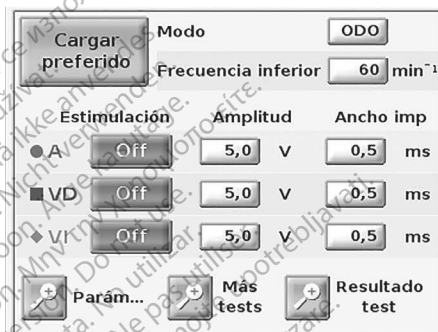 Cargar preferido
Modo ODO
Frecuencia inferior 60 min⁻¹
Estimulación Amplitud Ancho imp
A Off 5,0 V 0,5 ms
VD Off 5,0 V 0,5 ms
VI Off 5,0 V 0,5 ms
Parám... Más tests Resultado test